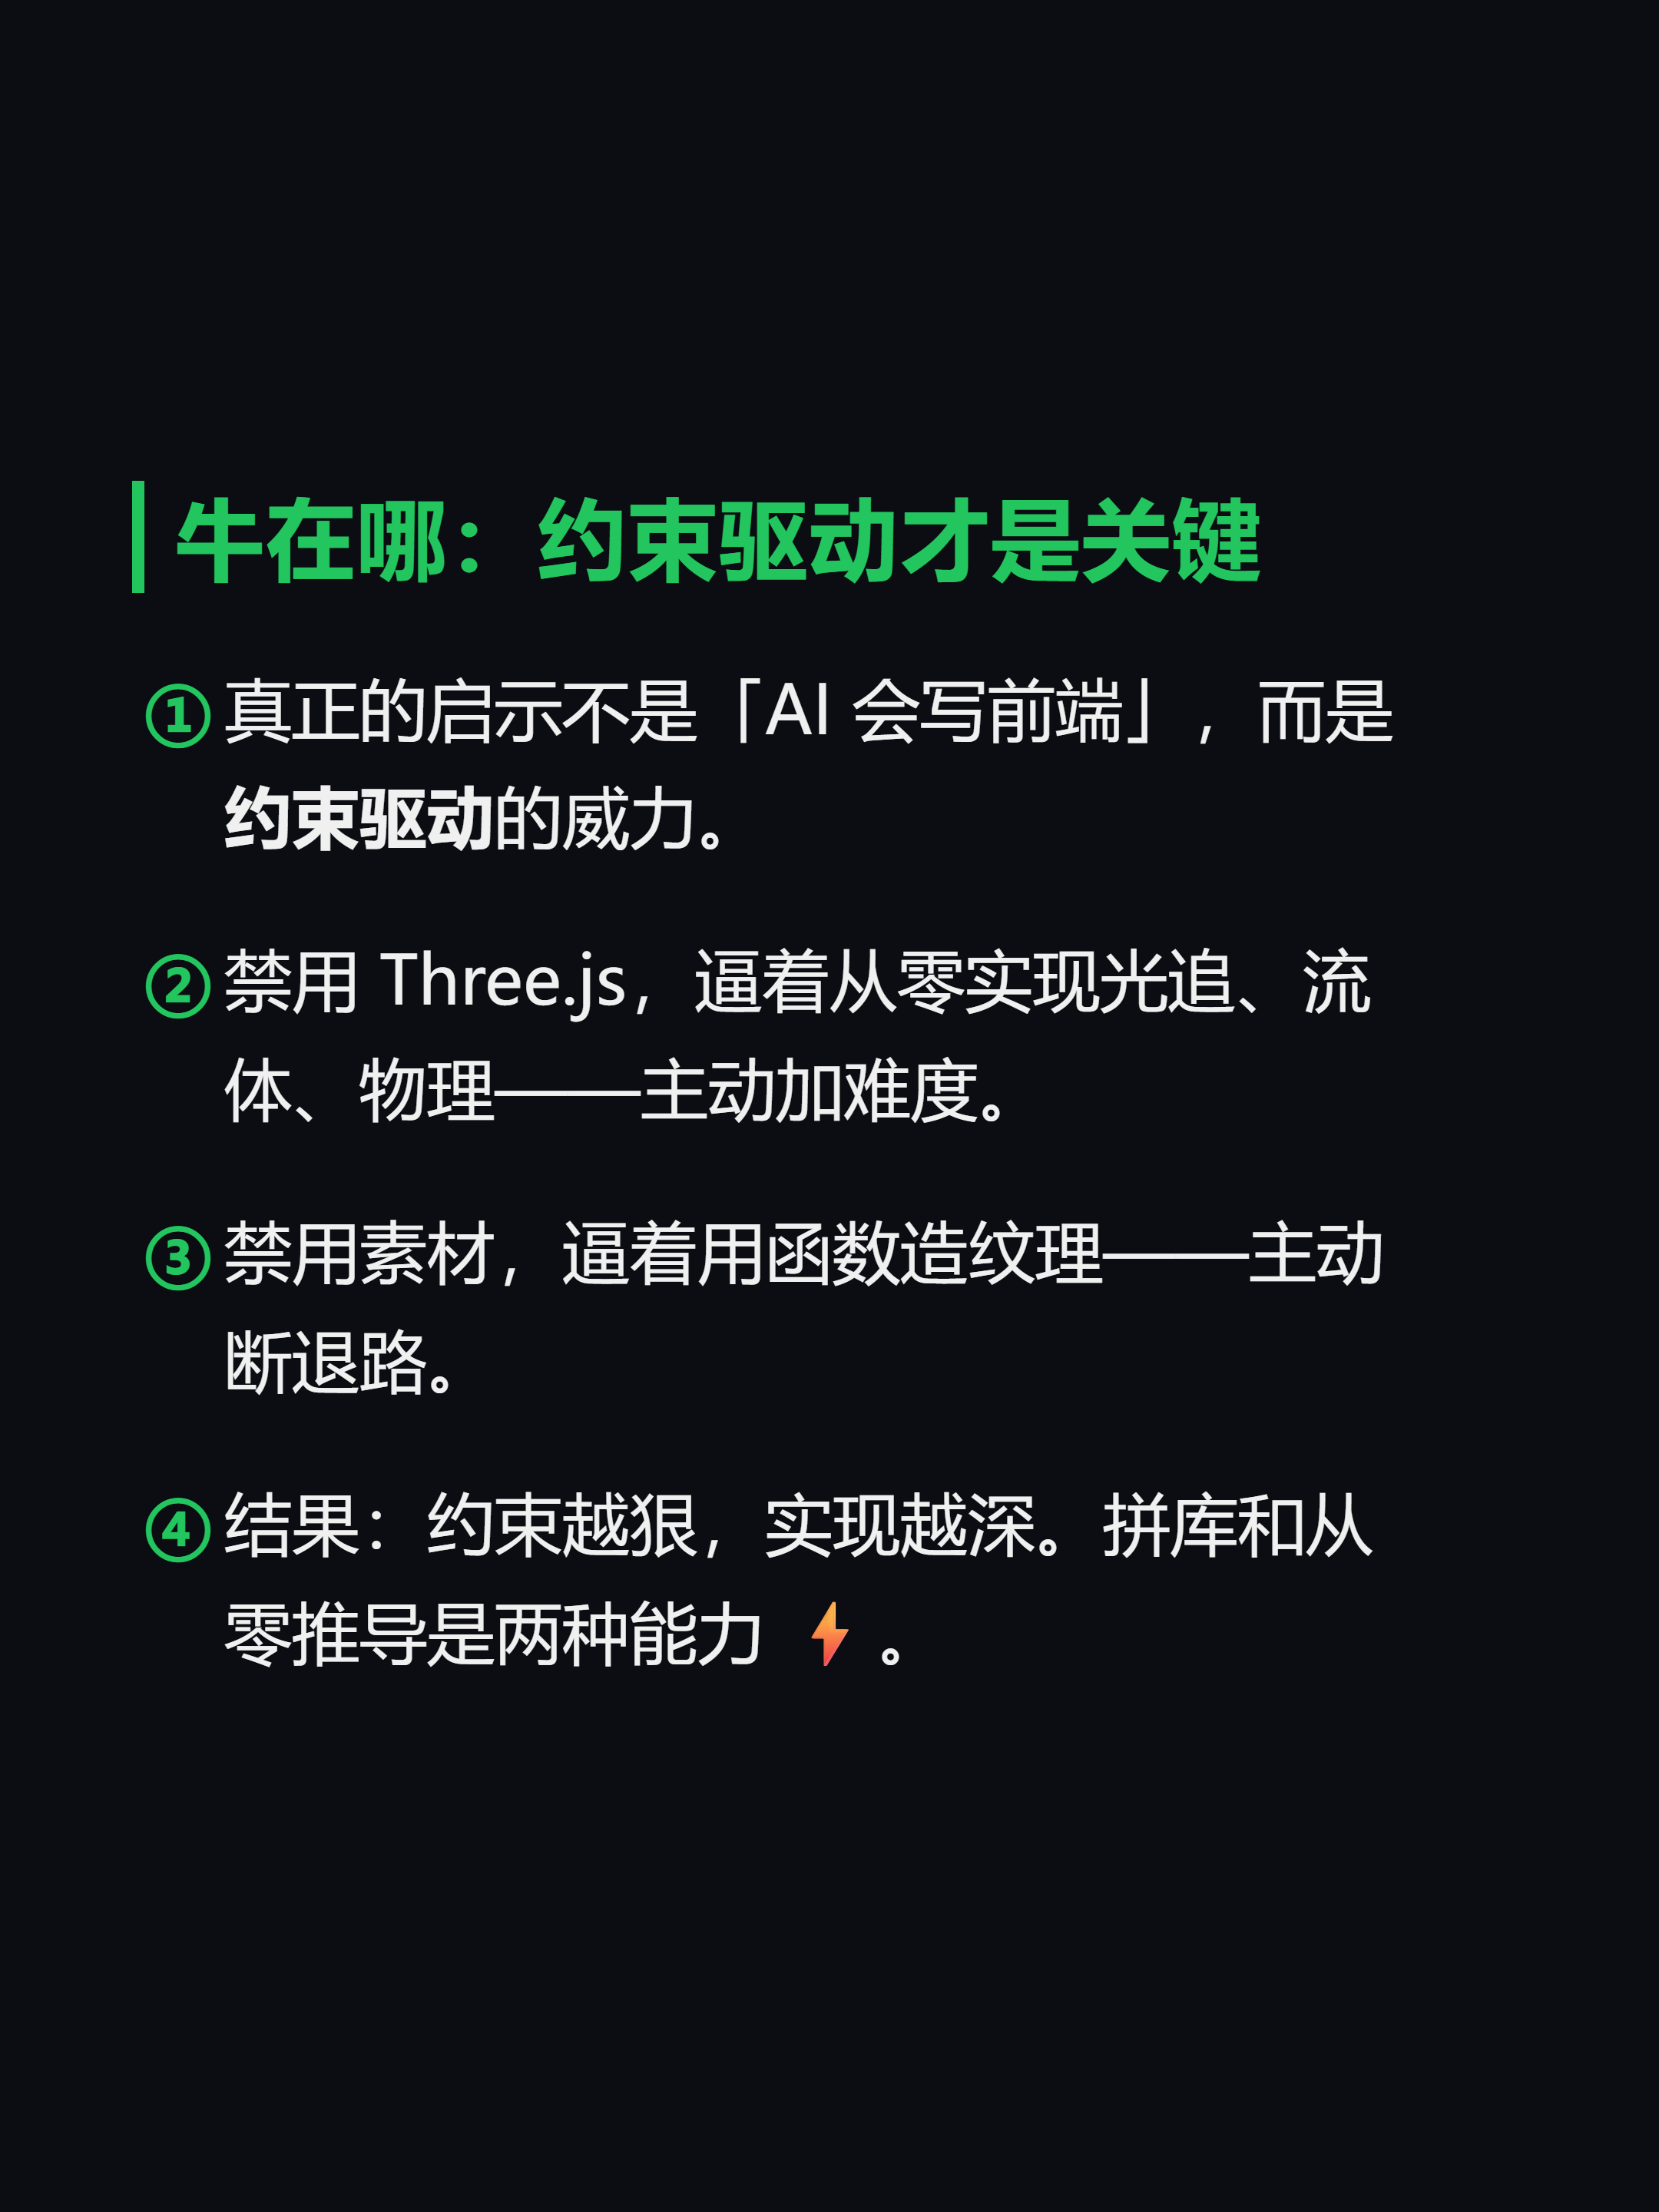 牛在哪：约束驱动才是关键
① 真正的启示不是「AI 会写前端」，而是
约束驱动的威力。
② 禁用 Three.js，逼着从零实现光追、流
体、物理——主动加难度。
③ 禁用素材，逼着用函数造纹理——主动
断退路。
④ 结果：约束越狠，实现越深。拼库和从
零推导是两种能力 ⚡。